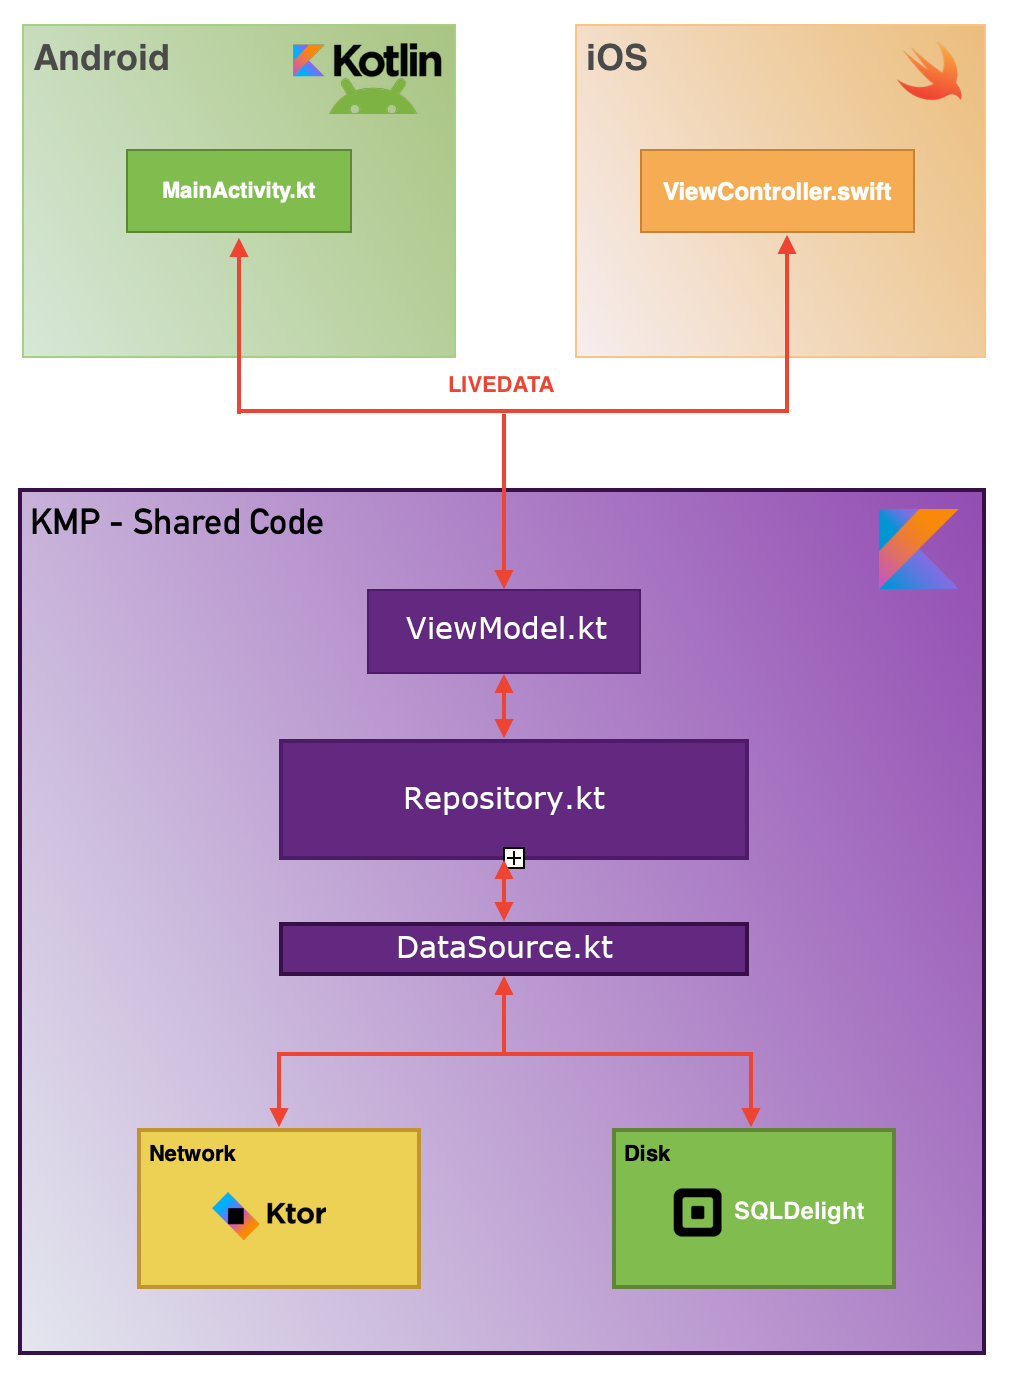 Android
Kotlin
MainActivity.kt
iOS
ViewController.swift
LIVEDATA
KMP - Shared Code
ViewModel.kt
Repository.kt
DataSource.kt
Network
Ktor
Disk
SQLDelight